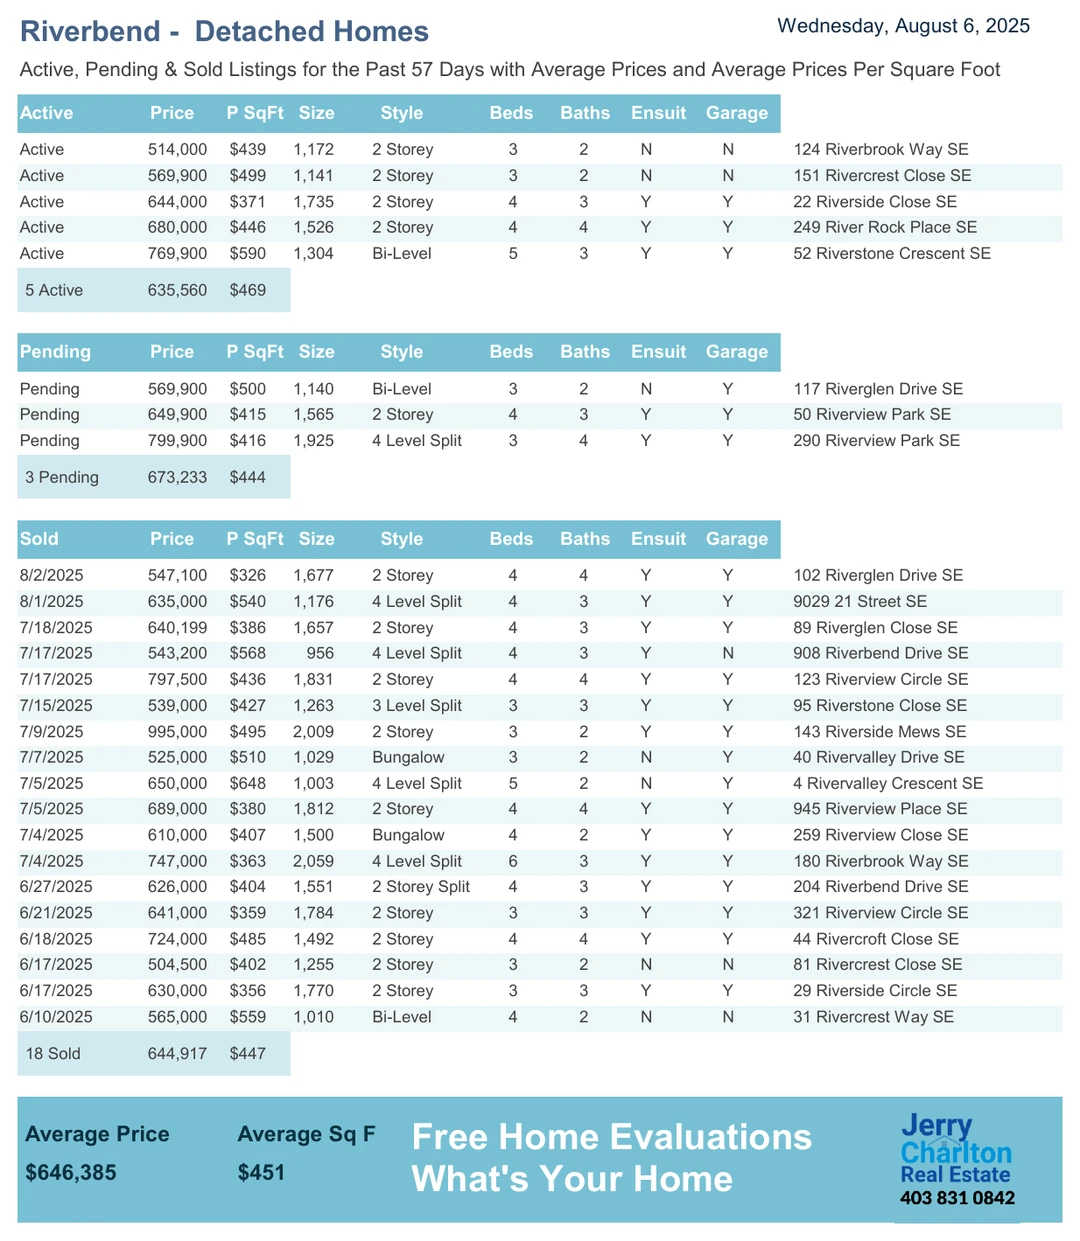 Riverbend -  Detached Homes
Wednesday, August 6, 2025
Active, Pending & Sold Listings for the Past 57 Days with Average Prices and Average Prices Per Square Foot
Active Price P SqFt Size Style Beds Baths Ensuit Garage
Active 514,000 $439 1,172 2 Storey 3 2 N N 124 Riverbrook Way SE
Active 569,900 $499 1,141 2 Storey 3 2 N N 151 Rivercrest Close SE
Active 644,000 $371 1,735 2 Storey 4 3 Y Y 22 Riverside Close SE
Active 680,000 $446 1,526 2 Storey 4 4 Y Y 249 River Rock Place SE
Active 769,900 $590 1,304 Bi-Level 5 3 Y Y 52 Riverstone Crescent SE
5 Active 635,560 $469
Pending Price P SqFt Size Style Beds Baths Ensuit Garage
Pending 569,900 $500 1,140 Bi-Level 3 2 N Y 117 Riverglen Drive SE
Pending 649,900 $415 1,565 2 Storey 4 3 Y Y 50 Riverview Park SE
Pending 799,900 $416 1,925 4 Level Split 3 4 Y Y 290 Riverview Park SE
3 Pending 673,233 $444
Sold Price P SqFt Size Style Beds Baths Ensuit Garage
8/2/2025 547,100 $326 1,677 2 Storey 4 4 Y Y 102 Riverglen Drive SE
8/1/2025 635,000 $540 1,176 4 Level Split 4 3 Y Y 9029 21 Street SE
7/18/2025 640,199 $386 1,657 2 Storey 4 3 Y Y 89 Riverglen Close SE
7/17/2025 543,200 $568 956 4 Level Split 4 3 Y N 908 Riverbend Drive SE
7/17/2025 797,500 $436 1,831 2 Storey 4 4 Y Y 123 Riverview Circle SE
7/15/2025 539,000 $427 1,263 3 Level Split 3 3 Y Y 95 Riverstone Close SE
7/9/2025 995,000 $495 2,009 2 Storey 3 2 Y Y 143 Riverside Mews SE
7/7/2025 525,000 $510 1,029 Bungalow 3 2 N Y 40 Rivervalley Drive SE
7/5/2025 650,000 $648 1,003 4 Level Split 5 2 N Y 4 Rivervalley Crescent SE
7/5/2025 689,000 $380 1,812 2 Storey 4 4 Y Y 945 Riverview Place SE
7/4/2025 610,000 $407 1,500 Bungalow 4 2 Y Y 259 Riverview Close SE
7/4/2025 747,000 $363 2,059 4 Level Split 6 3 Y Y 180 Riverbrook Way SE
6/27/2025 626,000 $404 1,551 2 Storey Split 4 3 Y Y 204 Riverbend Drive SE
6/21/2025 641,000 $359 1,784 2 Storey 3 3 Y Y 321 Riverview Circle SE
6/18/2025 724,000 $485 1,492 2 Storey 4 4 Y Y 44 Rivercroft Close SE
6/17/2025 504,500 $402 1,255 2 Storey 3 2 N N 81 Rivercrest Close SE
6/17/2025 630,000 $356 1,770 2 Storey 3 3 Y Y 29 Riverside Circle SE
6/10/2025 565,000 $559 1,010 Bi-Level 4 2 N N 31 Rivercrest Way SE
18 Sold 644,917 $447
Average Price Average Sq F
$646,385 $451
Free Home Evaluations
What's Your Home
Jerry
Charlton
Real Estate
403 831 0842